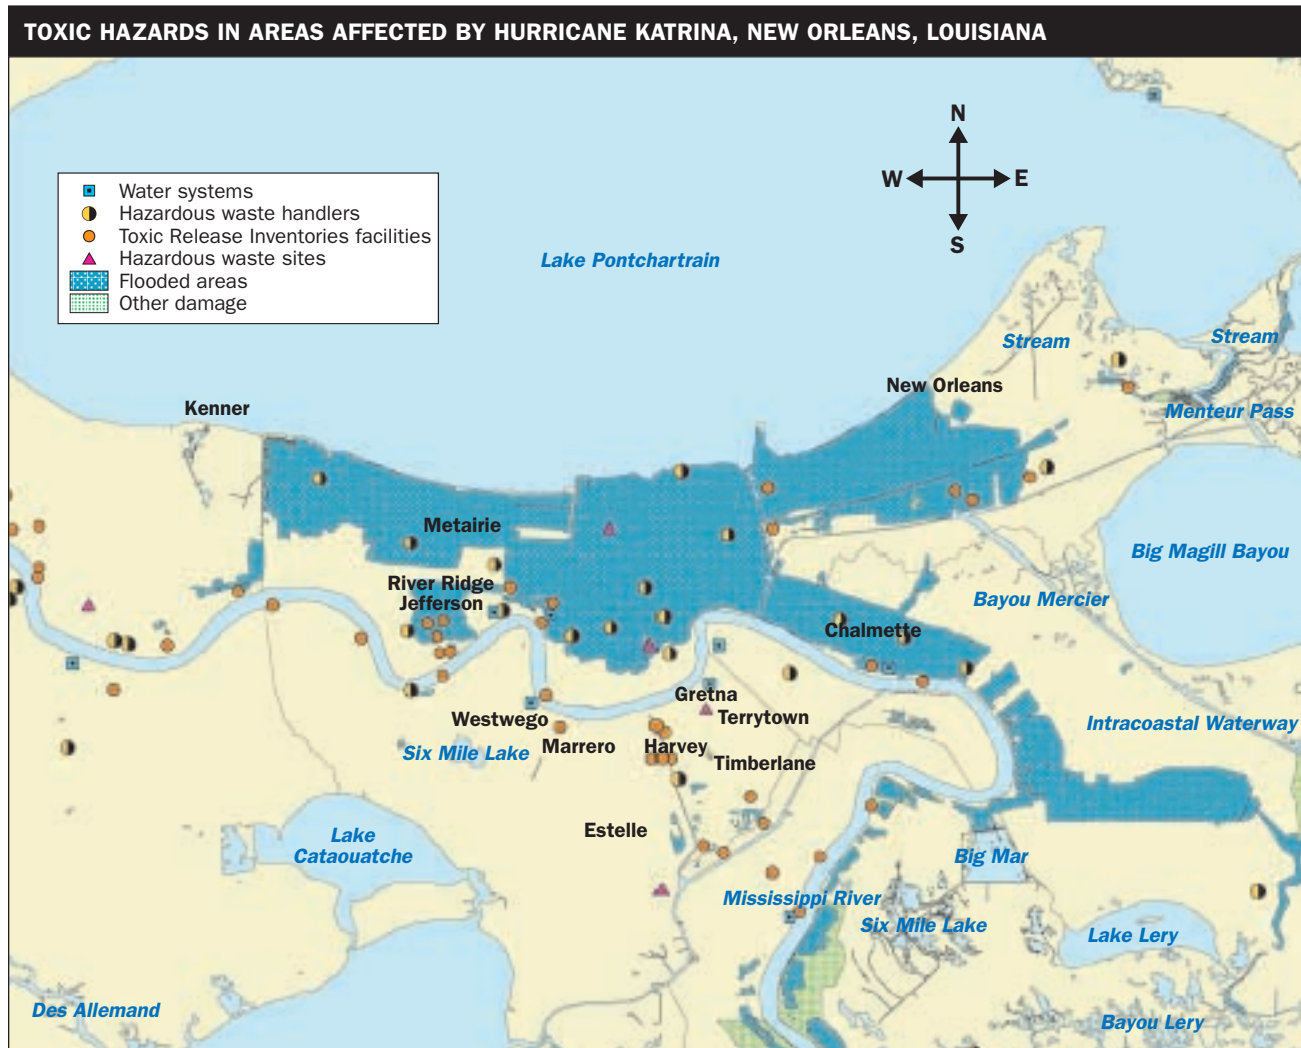 TOXIC HAZARDS IN AREAS AFFECTED BY HURRICANE KATRINA, NEW ORLEANS, LOUISIANA
N
W
E
S
Water systems
Hazardous waste handlers
Toxic Release Inventories facilities
Hazardous waste sites
Flooded areas
Other damage
Lake Pontchartrain
Stream
Stream
New Orleans
Menteur Pass
Kenner
Metairie
Big Magill Bayou
River Ridge
Jefferson
Bayou Mercier
Chalmette
Gretna
Westwego
Terrytown
Intracoastal Waterway
Marrero
Harvey
Six Mile Lake
Timberlane
Estelle
Lake
Cataouatche
Big Mar
Mississippi River
Six Mile Lake
Lake Lery
Des Allemand
Bayou Lery